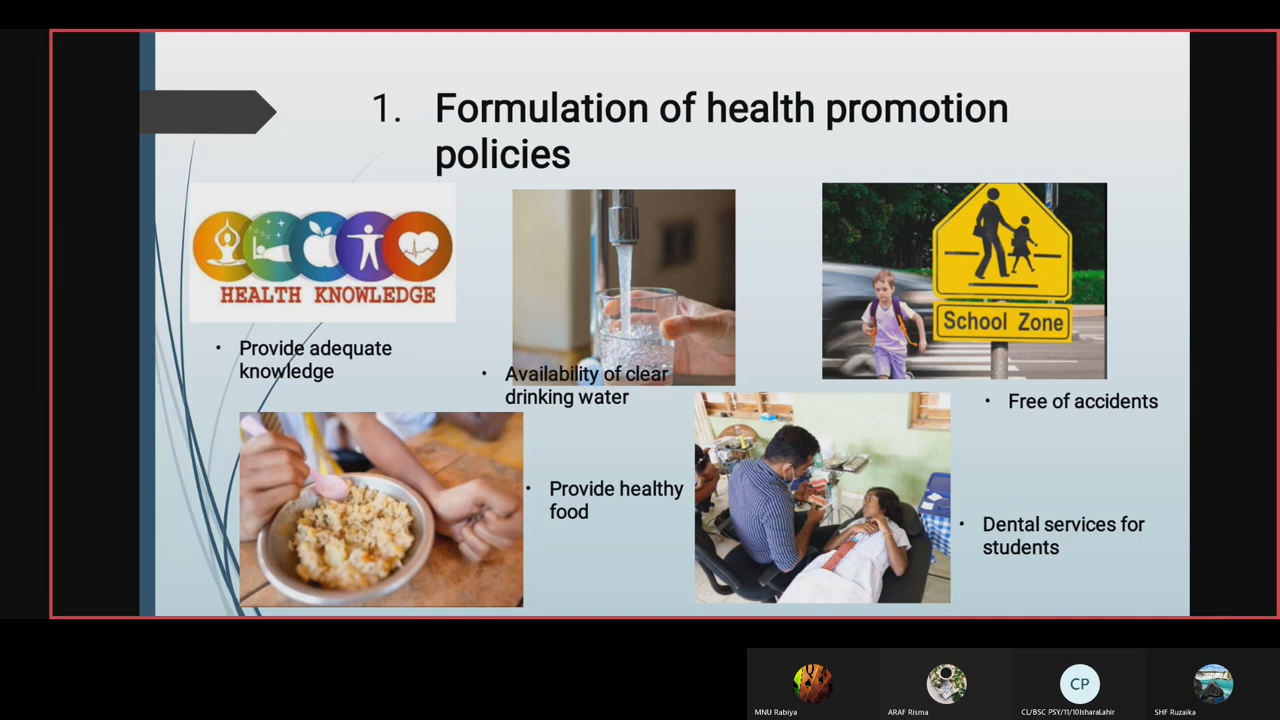 1. Formulation of health promotion
policies
HEALTH KNOWLEDGE
School Zone
• Provide adequate
knowledge
• Availability of clear
drinking water
• Free of accidents
• Provide healthy
food
• Dental services for
students
MNU Rabiya
ARAF Risma
CP
CL/BSC PSY/11/10IsharaLahir
SHF Ruzaika